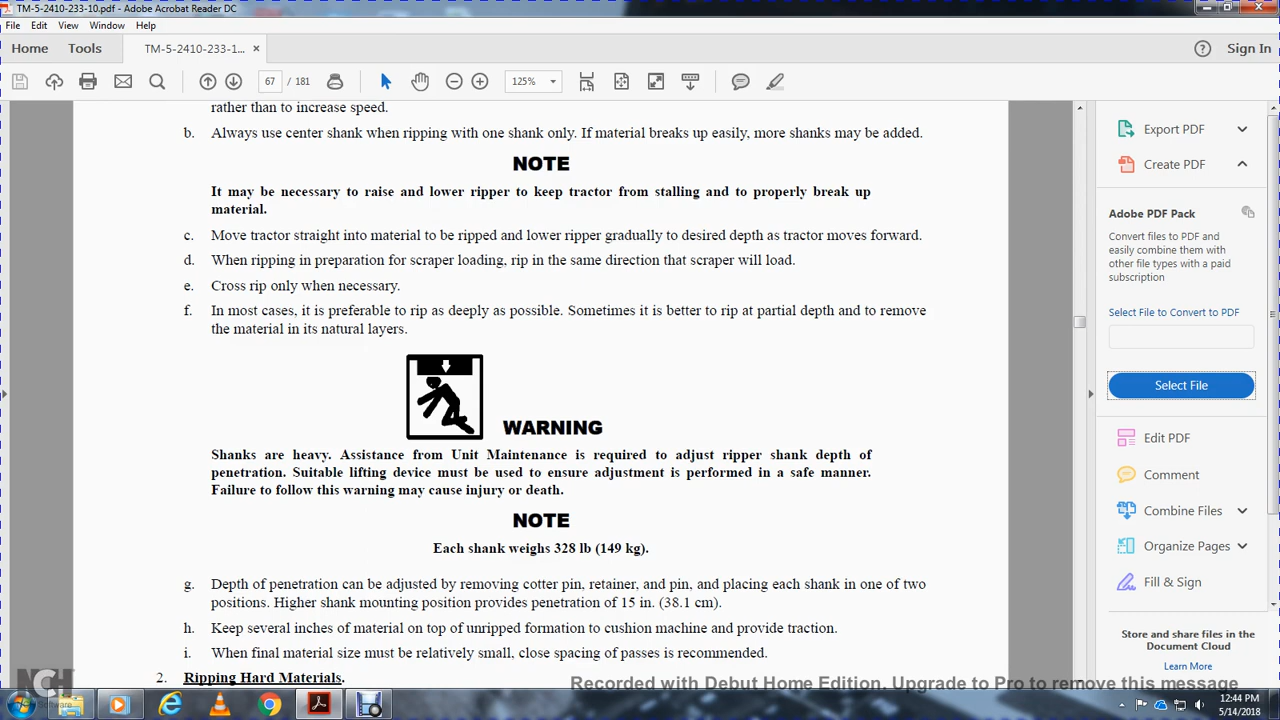 TM-5-2410-233-10.pdf - Adobe Acrobat Reader DC
File Edit View Window Help
Home Tools TM-5-2410-233-1... × Sign In
67 / 181 125%
rather than to increase speed.
b. Always use center shank when ripping with one shank only. If material breaks up easily, more shanks may be added.
NOTE
It may be necessary to raise and lower ripper to keep tractor from stalling and to properly break up
material.
c. Move tractor straight into material to be ripped and lower ripper gradually to desired depth as tractor moves forward.
d. When ripping in preparation for scraper loading, rip in the same direction that scraper will load.
e. Cross rip only when necessary.
f. In most cases, it is preferable to rip as deeply as possible. Sometimes it is better to rip at partial depth and to remove
the material in its natural layers.
WARNING
Shanks are heavy. Assistance from Unit Maintenance is required to adjust ripper shank depth of
penetration. Suitable lifting device must be used to ensure adjustment is performed in a safe manner.
Failure to follow this warning may cause injury or death.
NOTE
Each shank weighs 328 lb (149 kg).
g. Depth of penetration can be adjusted by removing cotter pin, retainer, and pin, and placing each shank in one of two
positions. Higher shank mounting position provides penetration of 15 in. (38.1 cm).
h. Keep several inches of material on top of unripped formation to cushion machine and provide traction.
i. When final material size must be relatively small, close spacing of passes is recommended.
2. Ripping Hard Materials.
Export PDF
Create PDF
Adobe PDF Pack
Convert files to PDF and
easily combine them with
other file types with a paid
subscription
Select File to Convert to PDF
Select File
Edit PDF
Comment
Combine Files
Organize Pages
Fill & Sign
Store and share files in the
Document Cloud
Learn More
NCH
Software
Recorded with Debut Home Edition, Upgrade to Pro to remove this message
12:44 PM
5/14/2018